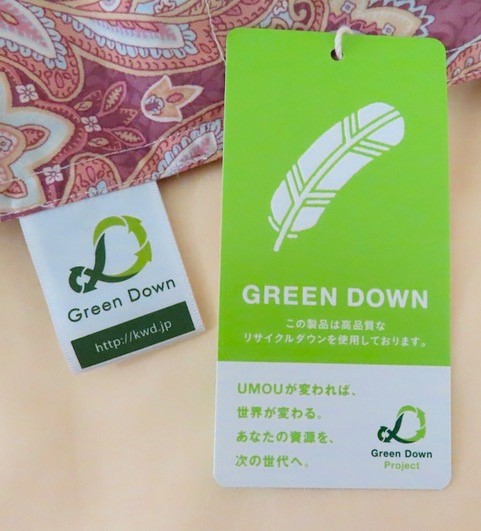 Green Down
http://kwd.jp
GREEN DOWN
この製品は高品質な
リサイクルダウンを使用しております。
UMOUが変われば、
世界が変わる。
あなたの資源を、
次の世代へ。
Green Down
Project